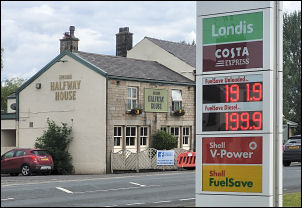 HALFWAY
HOUSE
HALFWAY
HOUSE
Londis
COSTA
EXPRESS
FuelSave Unleaded
191.9
FuelSave Diesel
199.9
Shell
V-Power
Shell
FuelSave